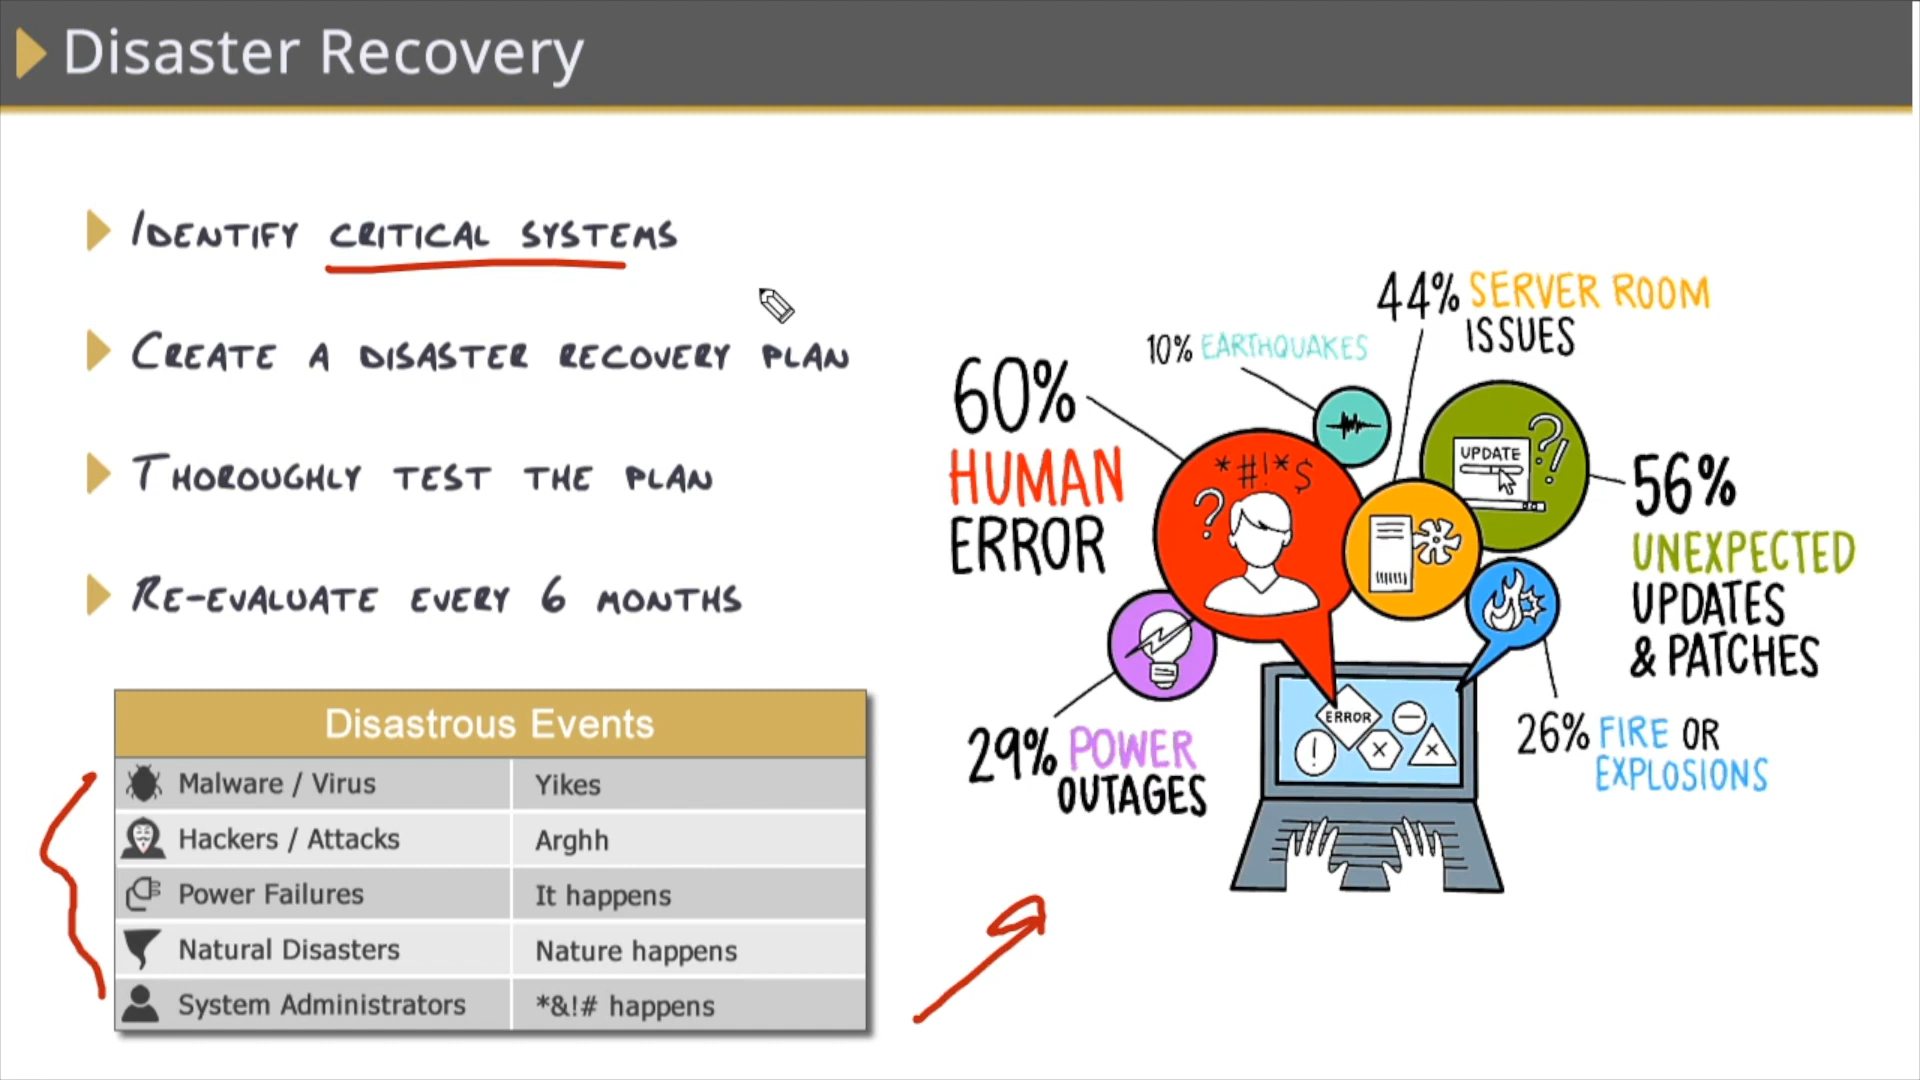 Disaster Recovery
IDENTIFY CRITICAL SYSTEMS
CREATE A DISASTER RECOVERY PLAN
THOROUGHLY TEST THE PLAN
RE-EVALUATE EVERY 6 MONTHS
Disastrous Events
Malware / Virus Yikes
Hackers / Attacks Arghh
Power Failures It happens
Natural Disasters Nature happens
System Administrators *&!# happens
44% SERVER ROOM
ISSUES
10% EARTHQUAKES
60%
HUMAN
ERROR
*#!*$
?
UPDATE
?!
56%
UNEXPECTED
UPDATES
& PATCHES
29% POWER
OUTAGES
ERROR
!
X
X
26% FIRE OR
EXPLOSIONS